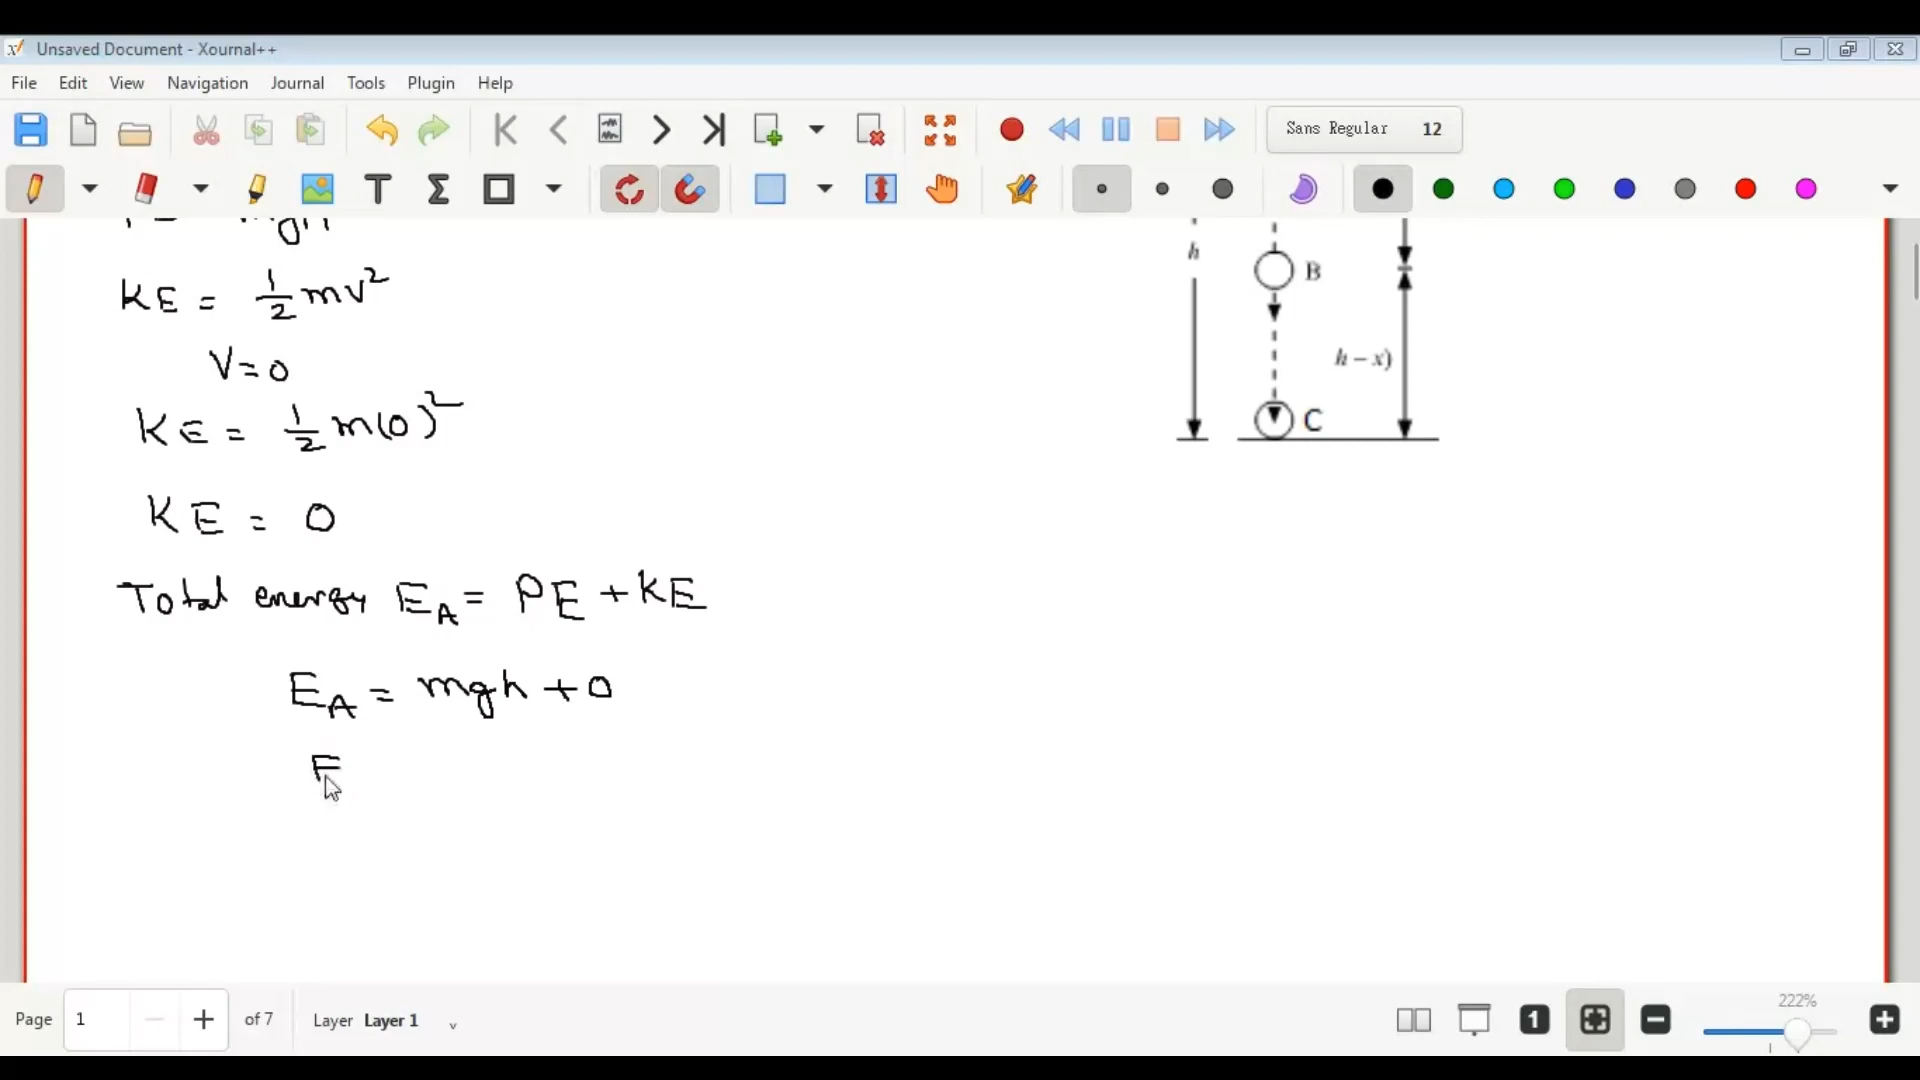 Unsaved Document - Xournal++
File Edit View Navigation Journal Tools Plugin Help
Sans Regular 12
KE = 1/2 mv²
V=0
KE = 1/2 m(0)²
KE = 0
Total energy E_A = PE + KE
E_A = mgh + 0
E
h
B
h – x)
C
Page 1 of 7 Layer Layer 1
222%